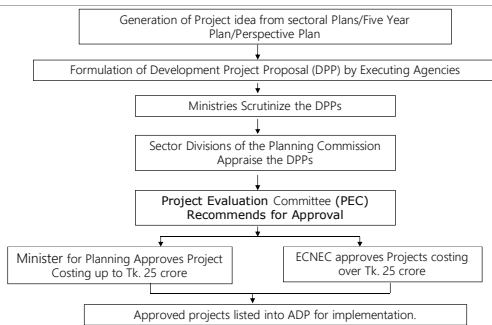 Generation of Project idea from sectoral Plans/Five Year
Plan/Perspective Plan
Formulation of Development Project Proposal (DPP) by Executing Agencies
Ministries Scrutinize the DPPs
Sector Divisions of the Planning Commission
Appraise the DPPs
Project Evaluation Committee (PEC)
Recommends for Approval
Minister for Planning Approves Project
Costing up to Tk. 25 crore
ECNEC approves Projects costing
over Tk. 25 crore
Approved projects listed into ADP for implementation.